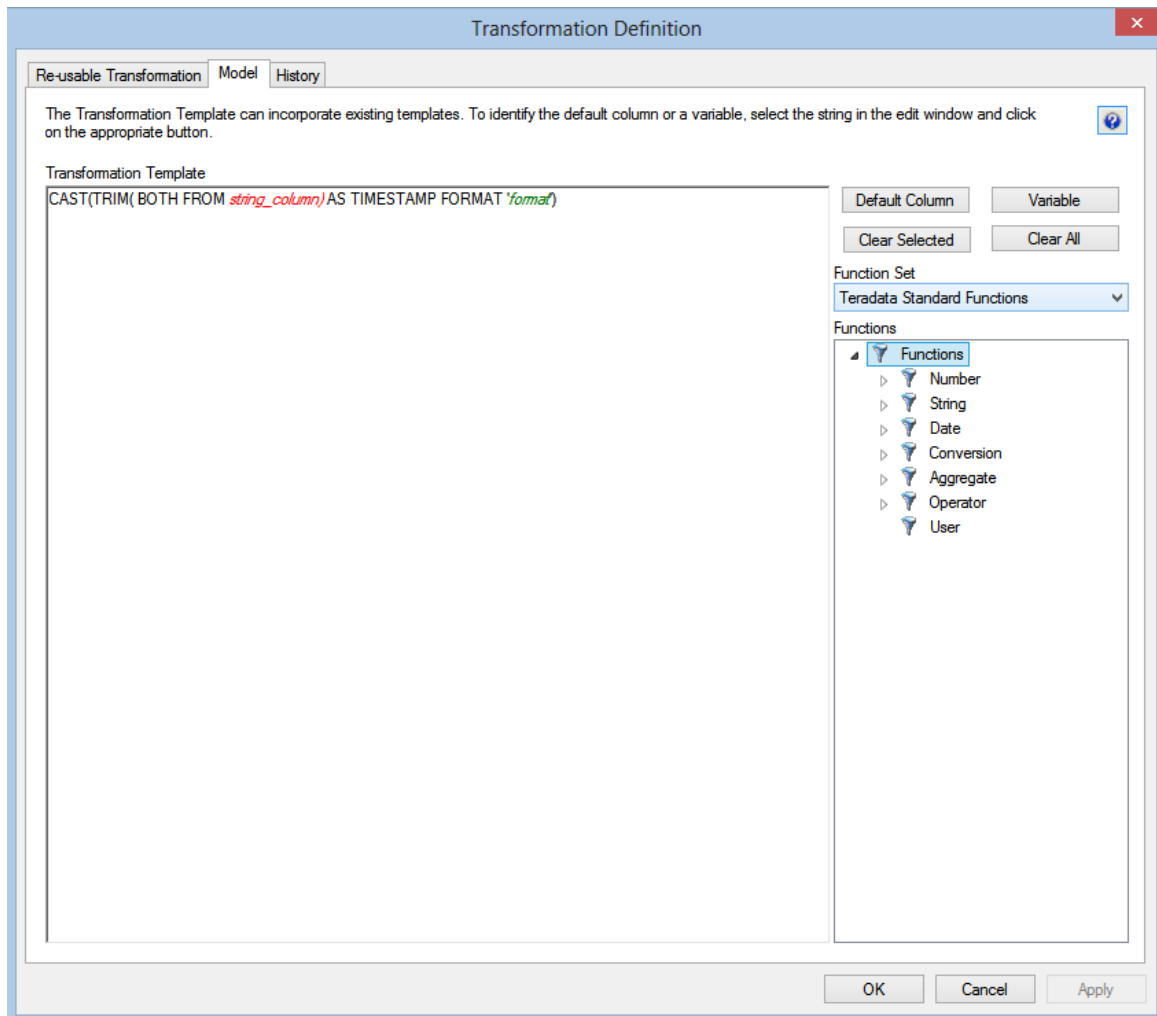 Transformation Definition
Re-usable Transformation
Model
History
The Transformation Template can incorporate existing templates. To identify the default column or a variable, select the string in the edit window and click
on the appropriate button.
Transformation Template
CAST(TRIM( BOTH FROM string_column) AS TIMESTAMP FORMAT 'format')
Default Column
Variable
Clear Selected
Clear All
Function Set
Teradata Standard Functions
Functions
Functions
Number
String
Date
Conversion
Aggregate
Operator
User
OK
Cancel
Apply